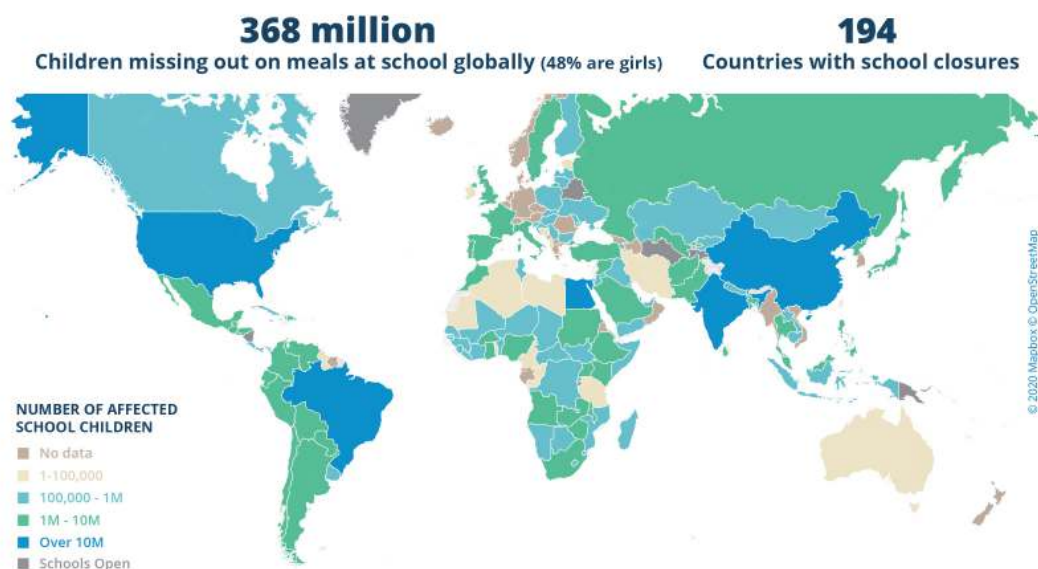 368 million
Children missing out on meals at school globally (48% are girls)
194
Countries with school closures
NUMBER OF AFFECTED
SCHOOL CHILDREN
No data
1-100,000
100,000 - 1M
1M - 10M
Over 10M
Schools Open
© 2020 Mapbox © OpenStreetMap